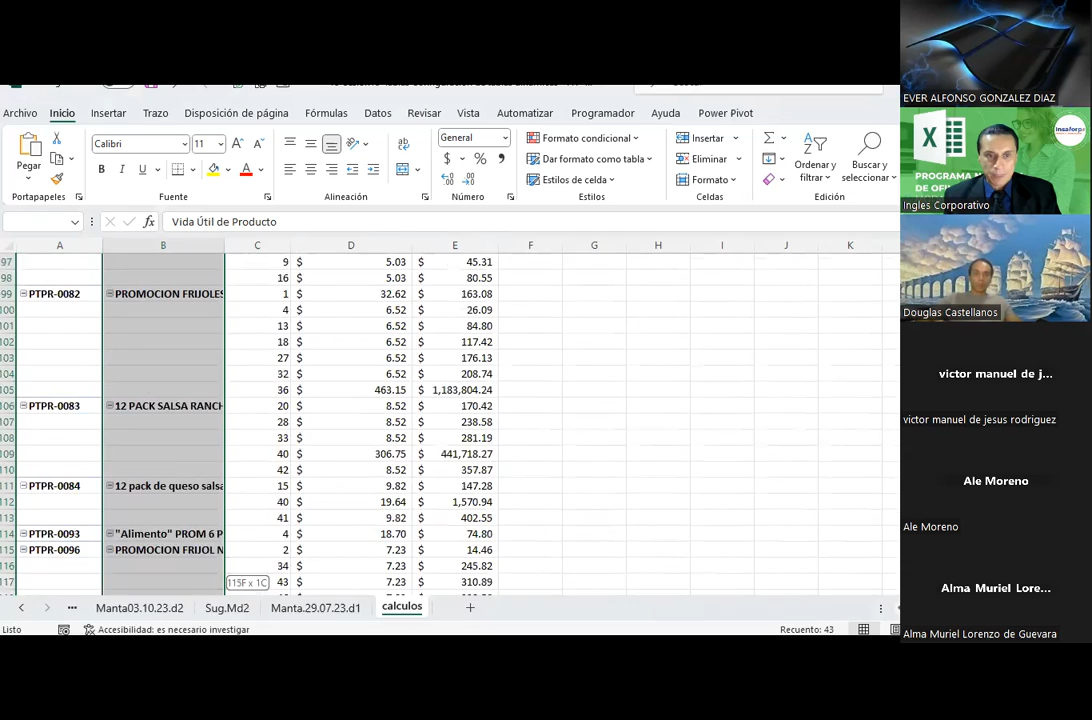 Archivo Inicio Insertar Trazo Disposición de página Fórmulas Datos Revisar Vista Automatizar Programador Ayuda Power Pivot
Pegar
Calibri 11
General
Formato condicional
Dar formato como tabla
Estilos de celda
Insertar
Eliminar
Formato
Ordenar y filtrar
Buscar y seleccionar
Portapapeles Fuente Alineación Número Estilos Celdas Edición
Vida Útil de Producto
A B C D E F G H I J K
97 9 $ 5.03 $ 45.31
98 16 $ 5.03 $ 80.55
99 PTPR-0082 PROMOCION FRIJOLES 1 $ 32.62 $ 163.08
100 4 $ 6.52 $ 26.09
101 13 $ 6.52 $ 84.80
102 18 $ 6.52 $ 117.42
103 27 $ 6.52 $ 176.13
104 32 $ 6.52 $ 208.74
105 36 $ 463.15 $ 1,183,804.24
106 PTPR-0083 12 PACK SALSA RANCH 20 $ 8.52 $ 170.42
107 28 $ 8.52 $ 238.58
108 33 $ 8.52 $ 281.19
109 40 $ 306.75 $ 441,718.27
110 42 $ 8.52 $ 357.87
111 PTPR-0084 12 pack de queso salsa 15 $ 9.82 $ 147.28
112 40 $ 19.64 $ 1,570.94
113 41 $ 9.82 $ 402.55
114 PTPR-0093 "Alimento" PROM 6 P 4 $ 18.70 $ 74.80
115 PTPR-0096 PROMOCION FRIJOL N 2 $ 7.23 $ 14.46
116 34 $ 7.23 $ 245.82
117 43 $ 7.23 $ 310.89
115F x 1C
Manta03.10.23.d2 Sug.Md2 Manta.29.07.23.d1 calculos
Listo Accesibilidad: es necesario investigar Recuento: 43
EVER ALFONSO GONZALEZ DIAZ
insaforp
Ingles Corporativo
Douglas Castellanos
victor manuel de j...
victor manuel de jesus rodriguez
Ale Moreno
Ale Moreno
Alma Muriel Lore...
Alma Muriel Lorenzo de Guevara